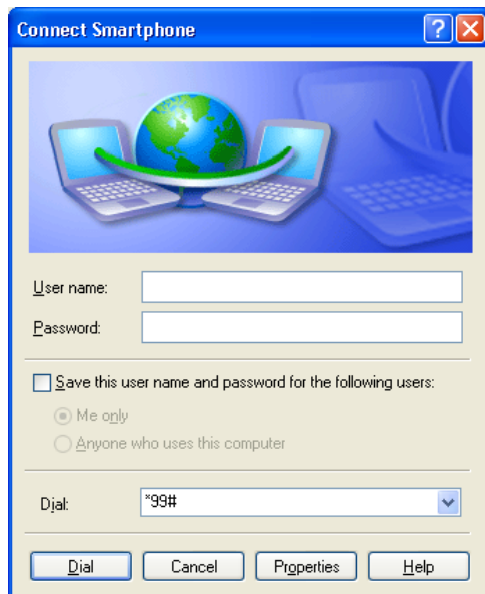 Connect Smartphone
User name:
Password:
Save this user name and password for the following users:
Me only
Anyone who uses this computer
Dial: *99#
Dial Cancel Properties Help